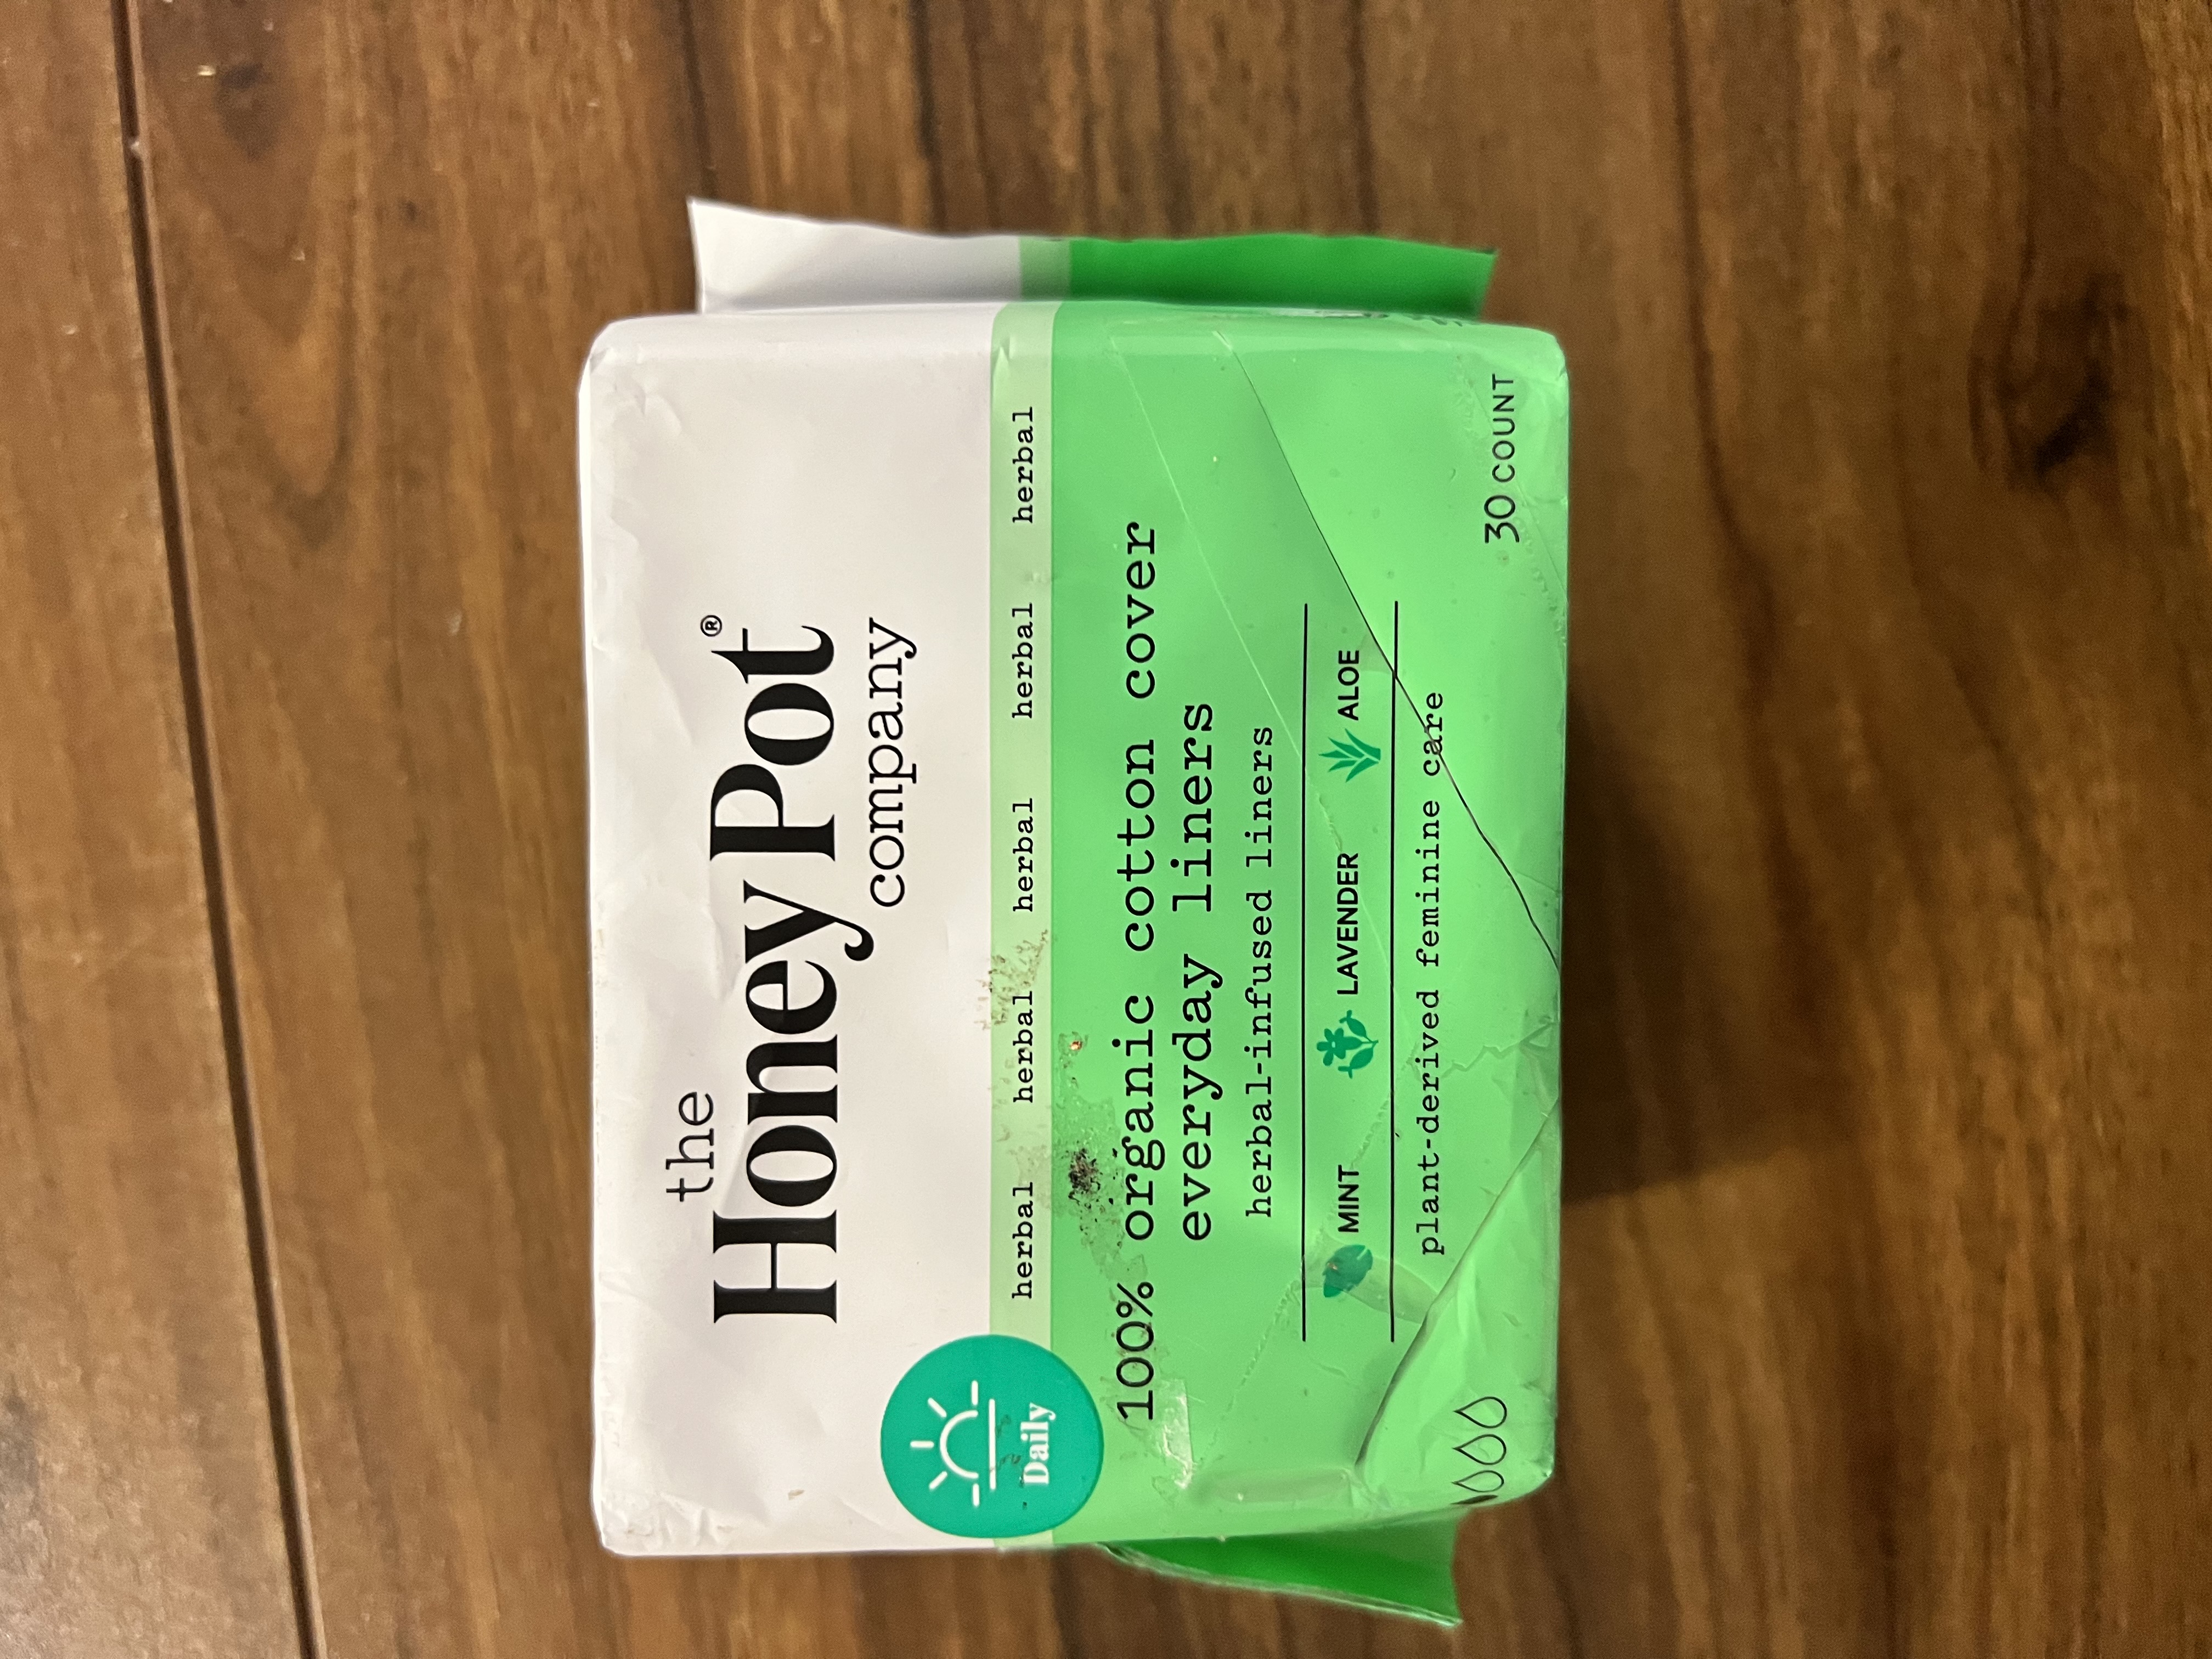 the
Honey Pot®
company
herbal herbal herbal herbal herbal
Daily
100% organic cotton cover
everyday liners
herbal-infused liners
MINT LAVENDER ALOE
plant-derived feminine care
30 COUNT